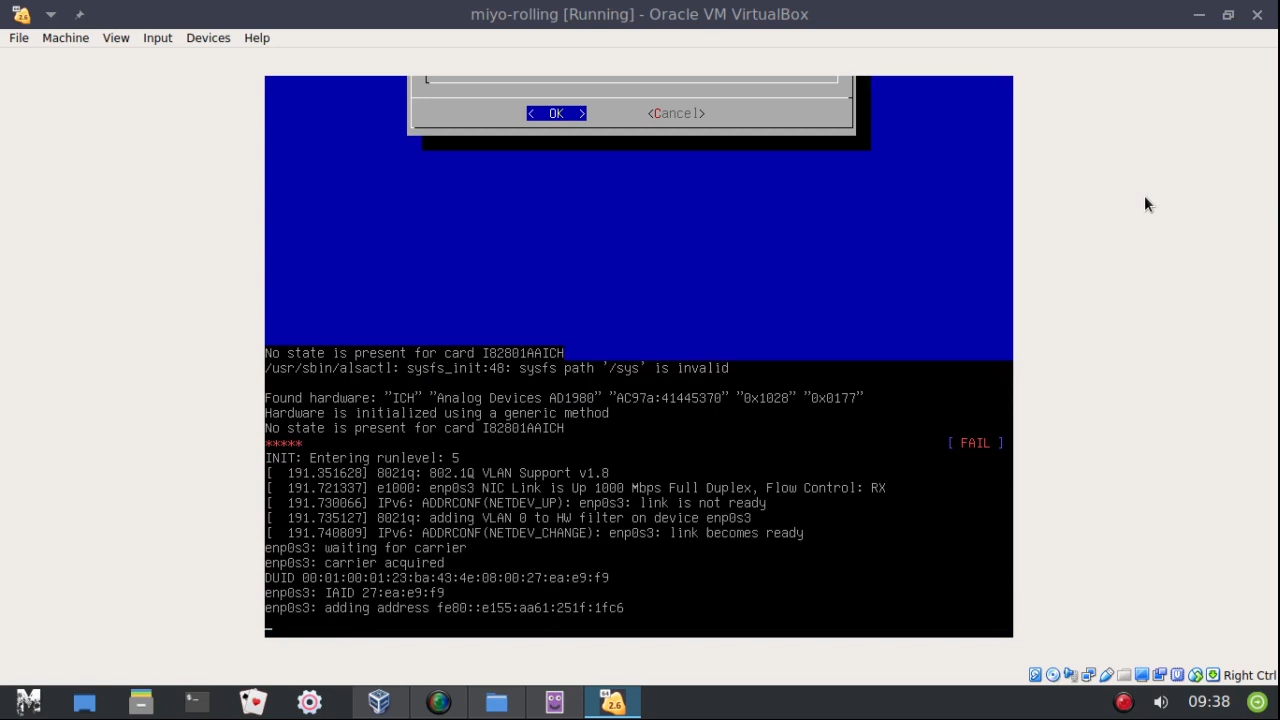 miyo-rolling [Running] - Oracle VM VirtualBox
File Machine View Input Devices Help
< OK > <Cancel>
No state is present for card I82801AAICH
/usr/sbin/alsactl: sysfs_init:48: sysfs path '/sys' is invalid
Found hardware: "ICH" "Analog Devices AD1980" "AC97a:41445370" "0x1028" "0x0177"
Hardware is initialized using a generic method
No state is present for card I82801AAICH
***** [ FAIL ]
INIT: Entering runlevel: 5
[ 191.351628] 8021q: 802.1Q VLAN Support v1.8
[ 191.721337] e1000: enp0s3 NIC Link is Up 1000 Mbps Full Duplex, Flow Control: RX
[ 191.730066] IPv6: ADDRCONF(NETDEV_UP): enp0s3: link is not ready
[ 191.735127] 8021q: adding VLAN 0 to HW filter on device enp0s3
[ 191.740809] IPv6: ADDRCONF(NETDEV_CHANGE): enp0s3: link becomes ready
enp0s3: waiting for carrier
enp0s3: carrier acquired
DUID 00:01:00:01:23:ba:43:4e:08:00:27:ea:e9:f9
enp0s3: IAID 27:ea:e9:f9
enp0s3: adding address fe80::e155:aa61:251f:1fc6
Right Ctrl
2.6 09:38